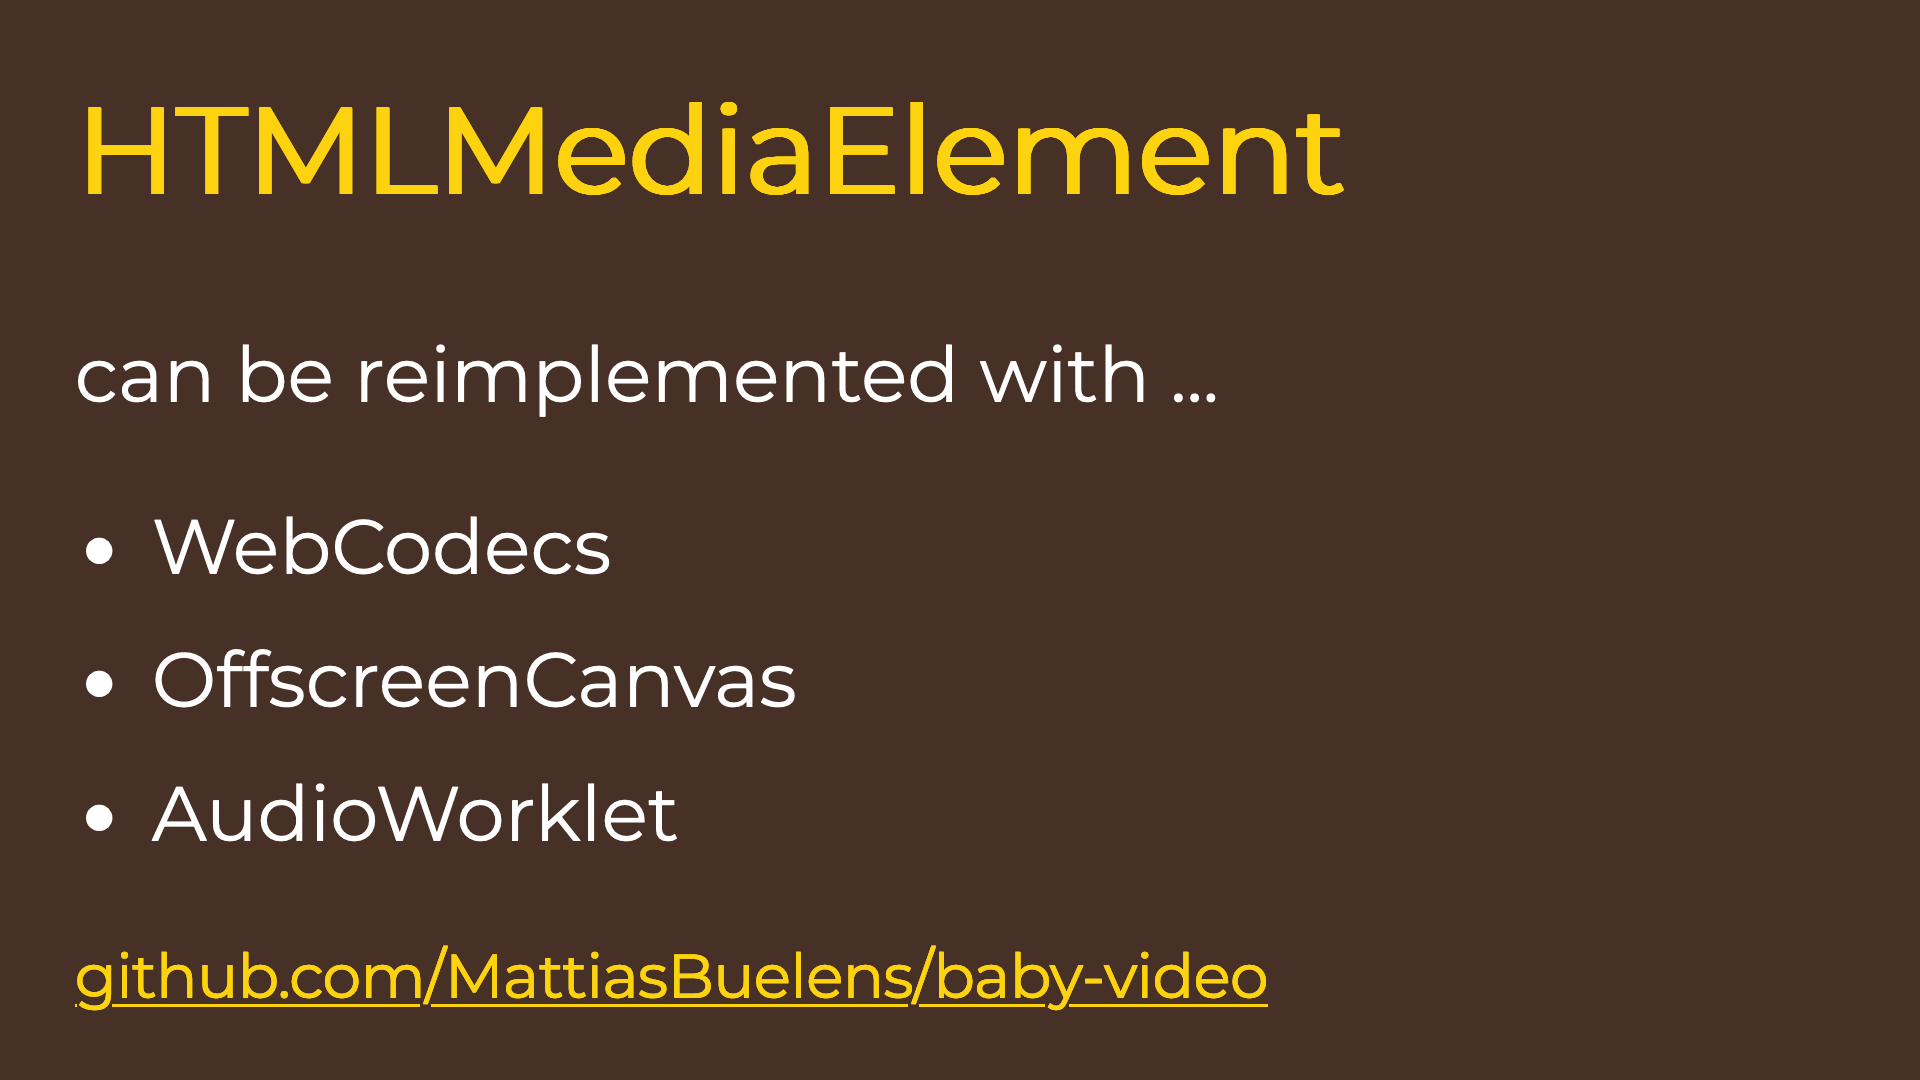 HTMLMediaElement
can be reimplemented with ...
• WebCodecs
• OffscreenCanvas
• AudioWorklet
github.com/MattiasBuelens/baby-video